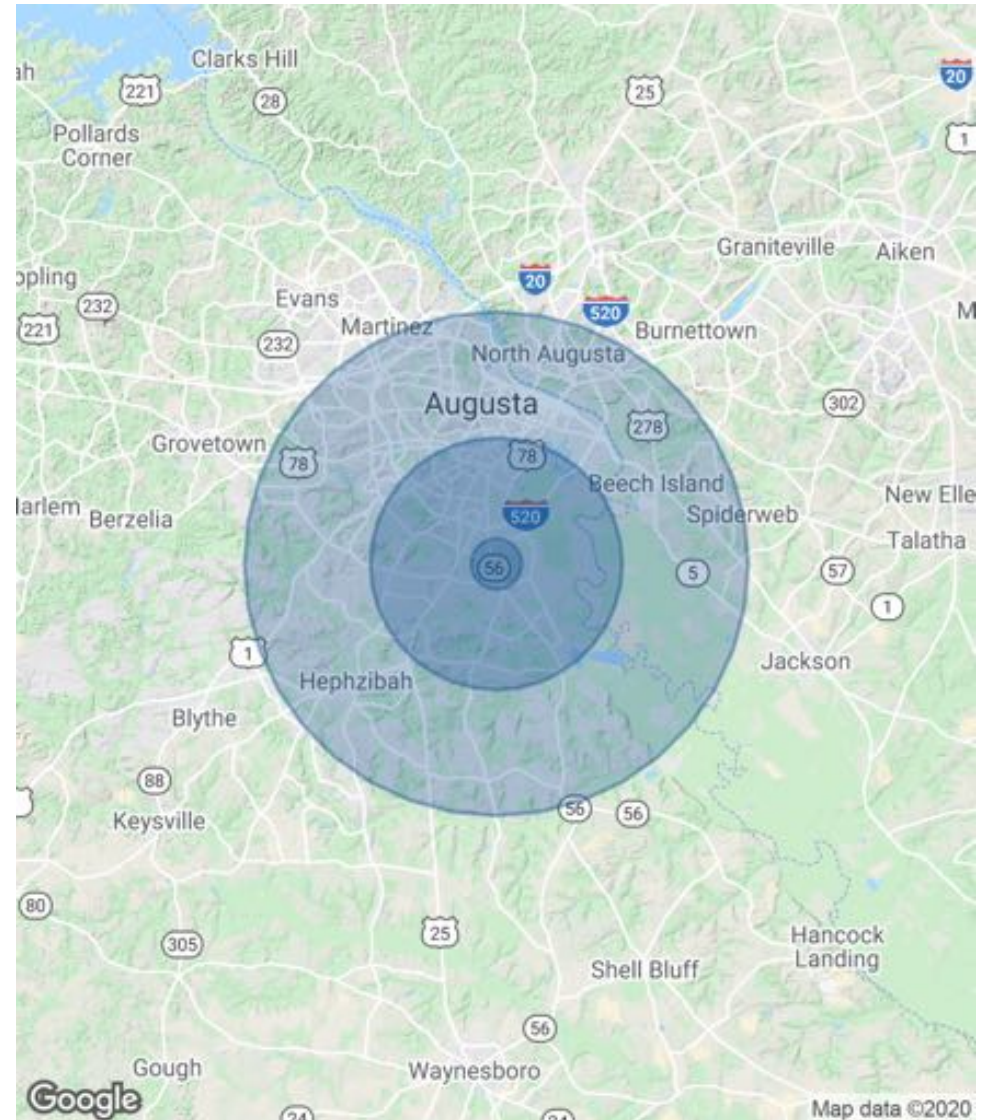 Clarks Hill
20
ah
221
28
25
Pollards
Corner
1
Graniteville
Aiken
opling
20
232
Evans
520
M
221
Martinez
Burnettown
232
North Augusta
Augusta
302
278
Grovetown
78
78
Beech Island
Harlem
Berzelia
520
Spiderweb
New Elle
Talatha
56
5
57
1
1
Jackson
Hephzibah
Blythe
88
56
56
Keysville
80
25
305
Hancock
Landing
Shell Bluff
56
Gough
Waynesboro
Google
24
Map data ©2020